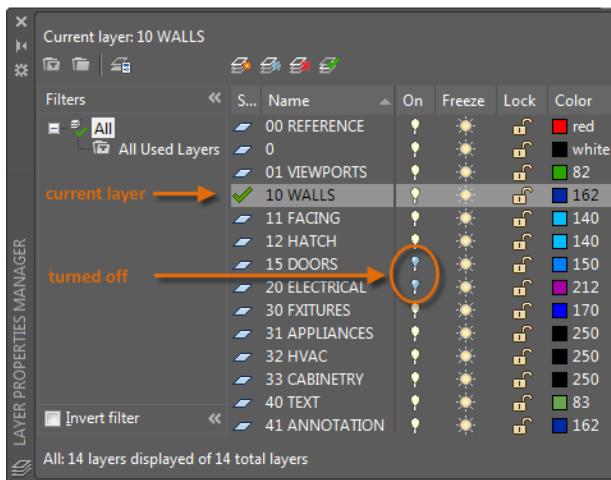 Current layer: 10 WALLS
Filters
S... Name On Freeze Lock Color
All
All Used Layers
00 REFERENCE red
0 white
01 VIEWPORTS 82
current layer
10 WALLS 162
11 FACING 140
12 HATCH 140
turned off
15 DOORS 150
20 ELECTRICAL 212
30 FXITURES 170
31 APPLIANCES 250
32 HVAC 250
33 CABINETRY 250
40 TEXT 83
41 ANNOTATION 162
Invert filter
All: 14 layers displayed of 14 total layers
LAYER PROPERTIES MANAGER